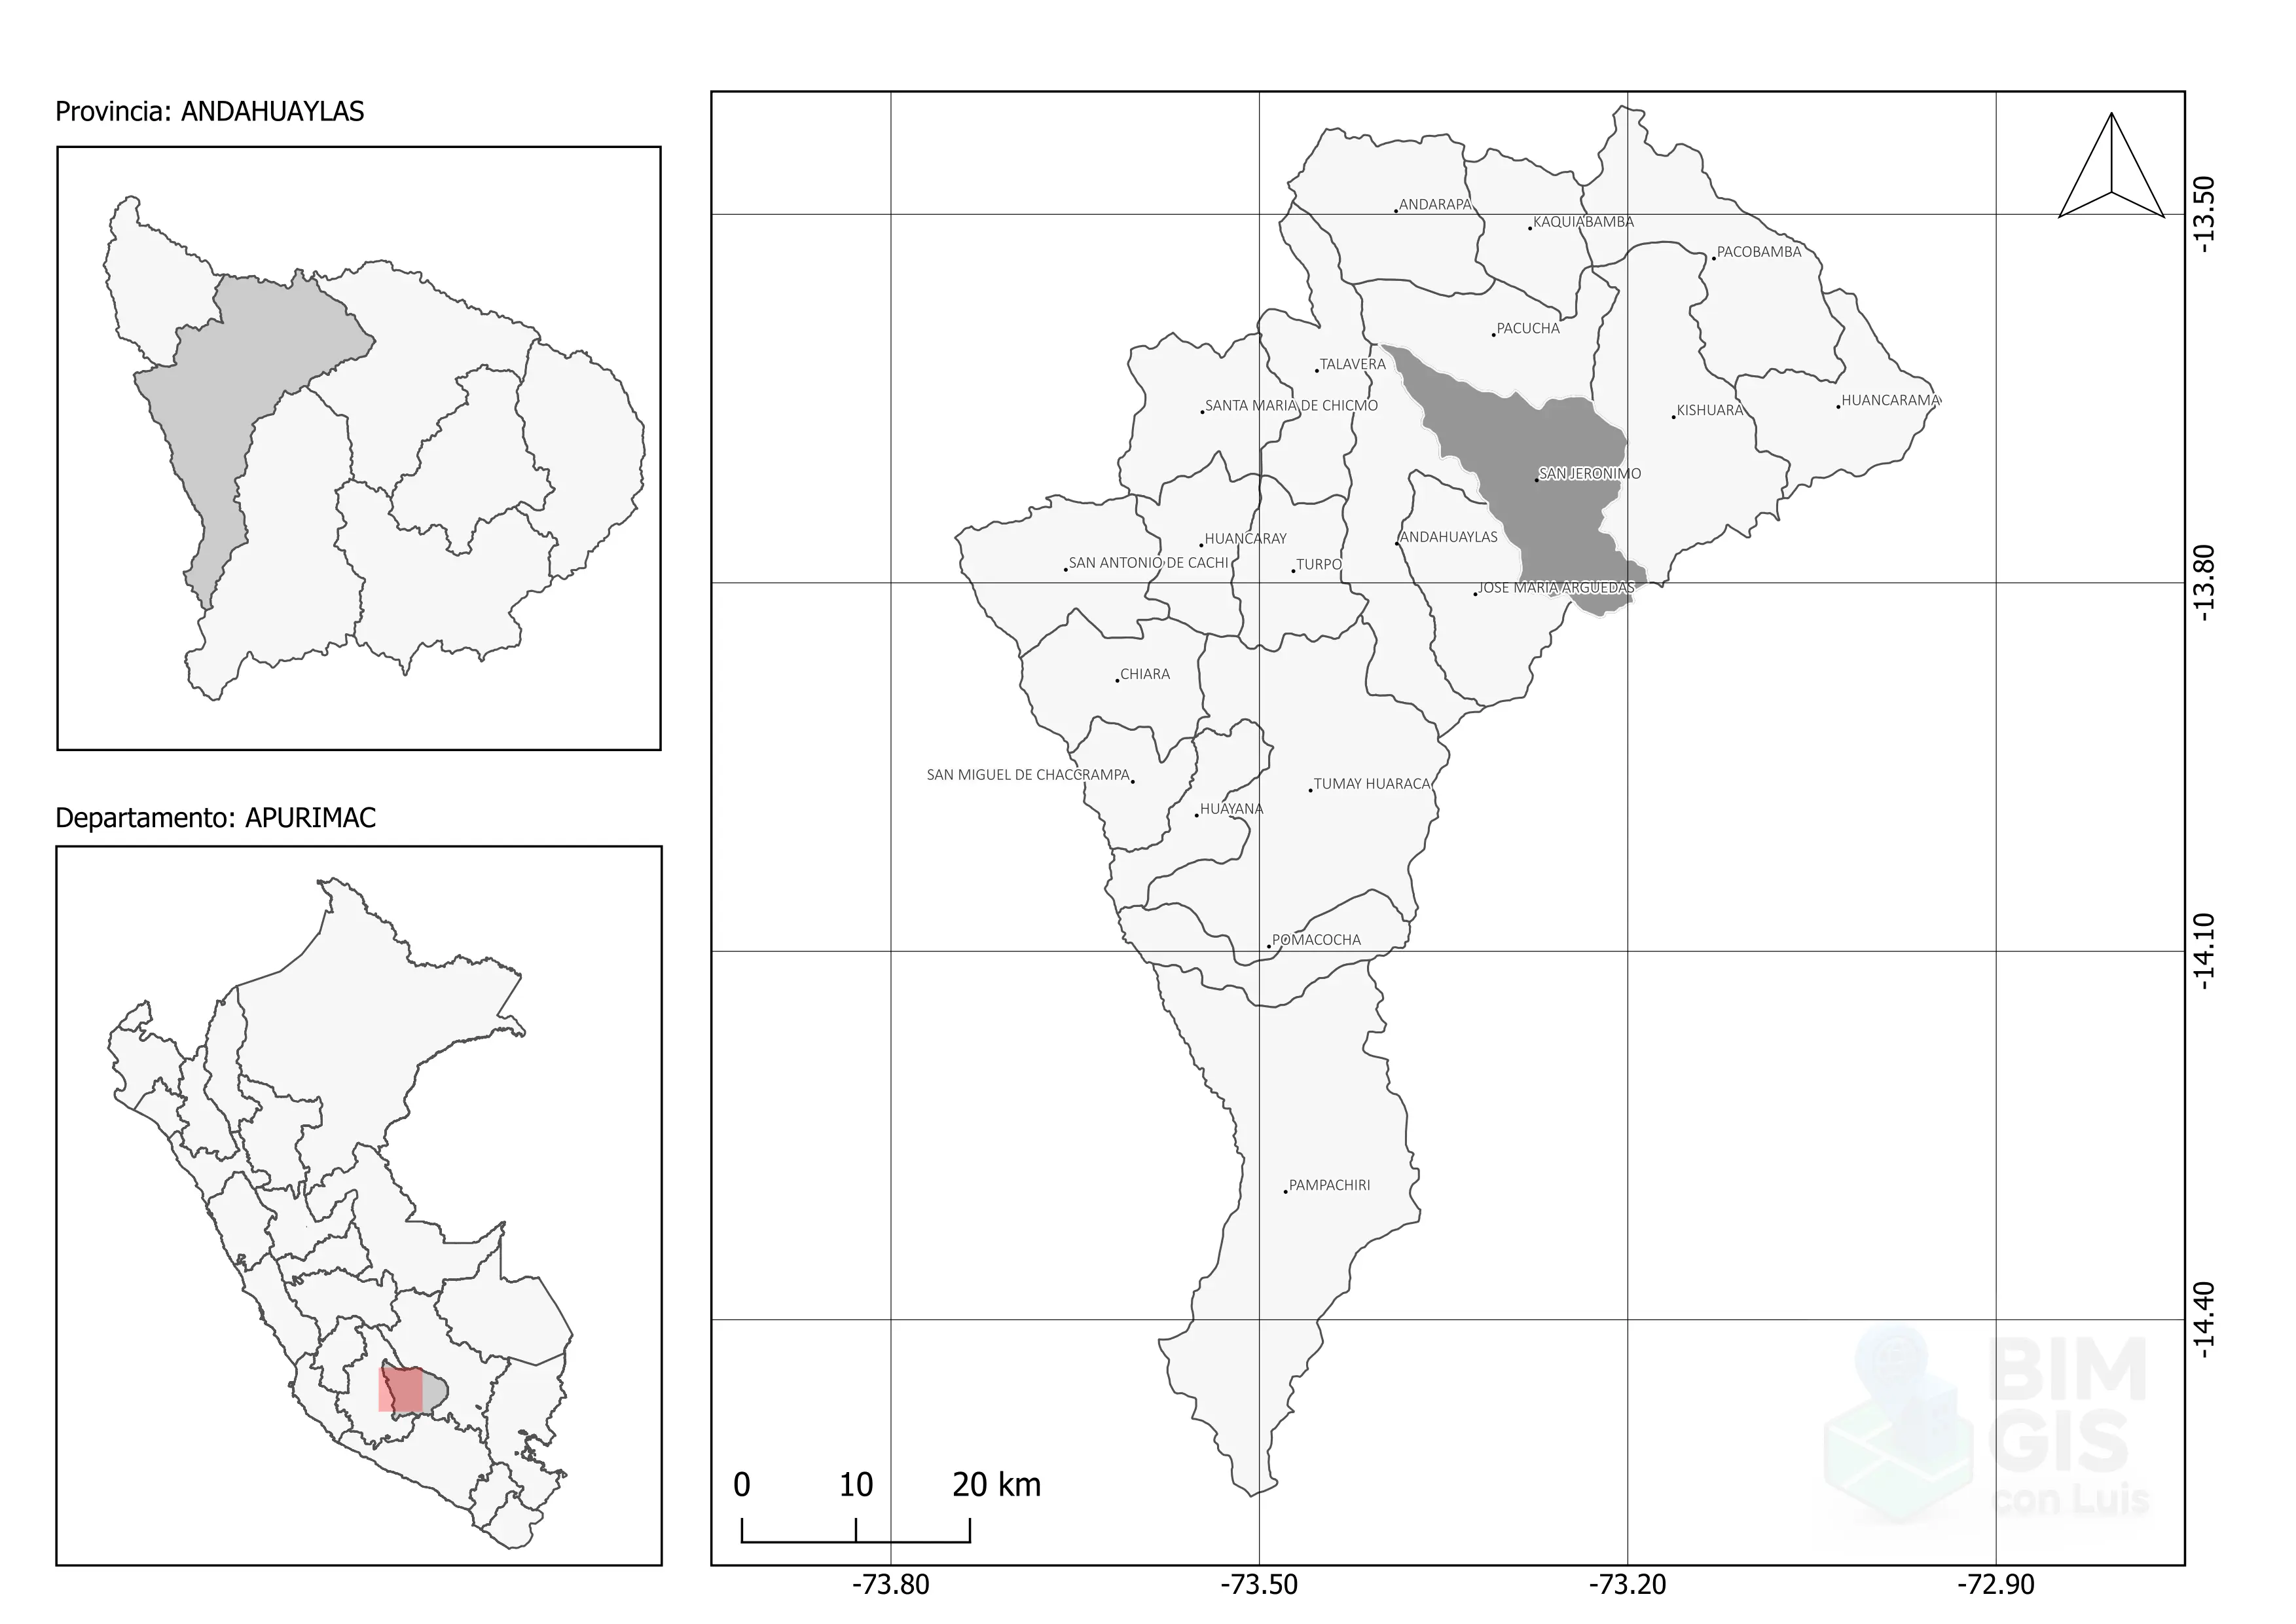 Provincia: ANDAHUAYLAS
Departamento: APURIMAC
ANDARAPA
KAQUIABAMBA
PACOBAMBA
PACUCHA
TALAVERA
SANTA MARIA DE CHICMO
KISHUARA
HUANCARAMA
SAN JERONIMO
HUANCARAY
ANDAHUAYLAS
SAN ANTONIO DE CACHI
TURPO
JOSE MARIA ARGUEDAS
CHIARA
SAN MIGUEL DE CHACCRAMPA
TUMAY HUARACA
HUAYANA
POMACOCHA
PAMPACHIRI
-13.50
-13.80
-14.10
-14.40
BIM
GIS
con Luis
0 10 20 km
-73.80 -73.50 -73.20 -72.90